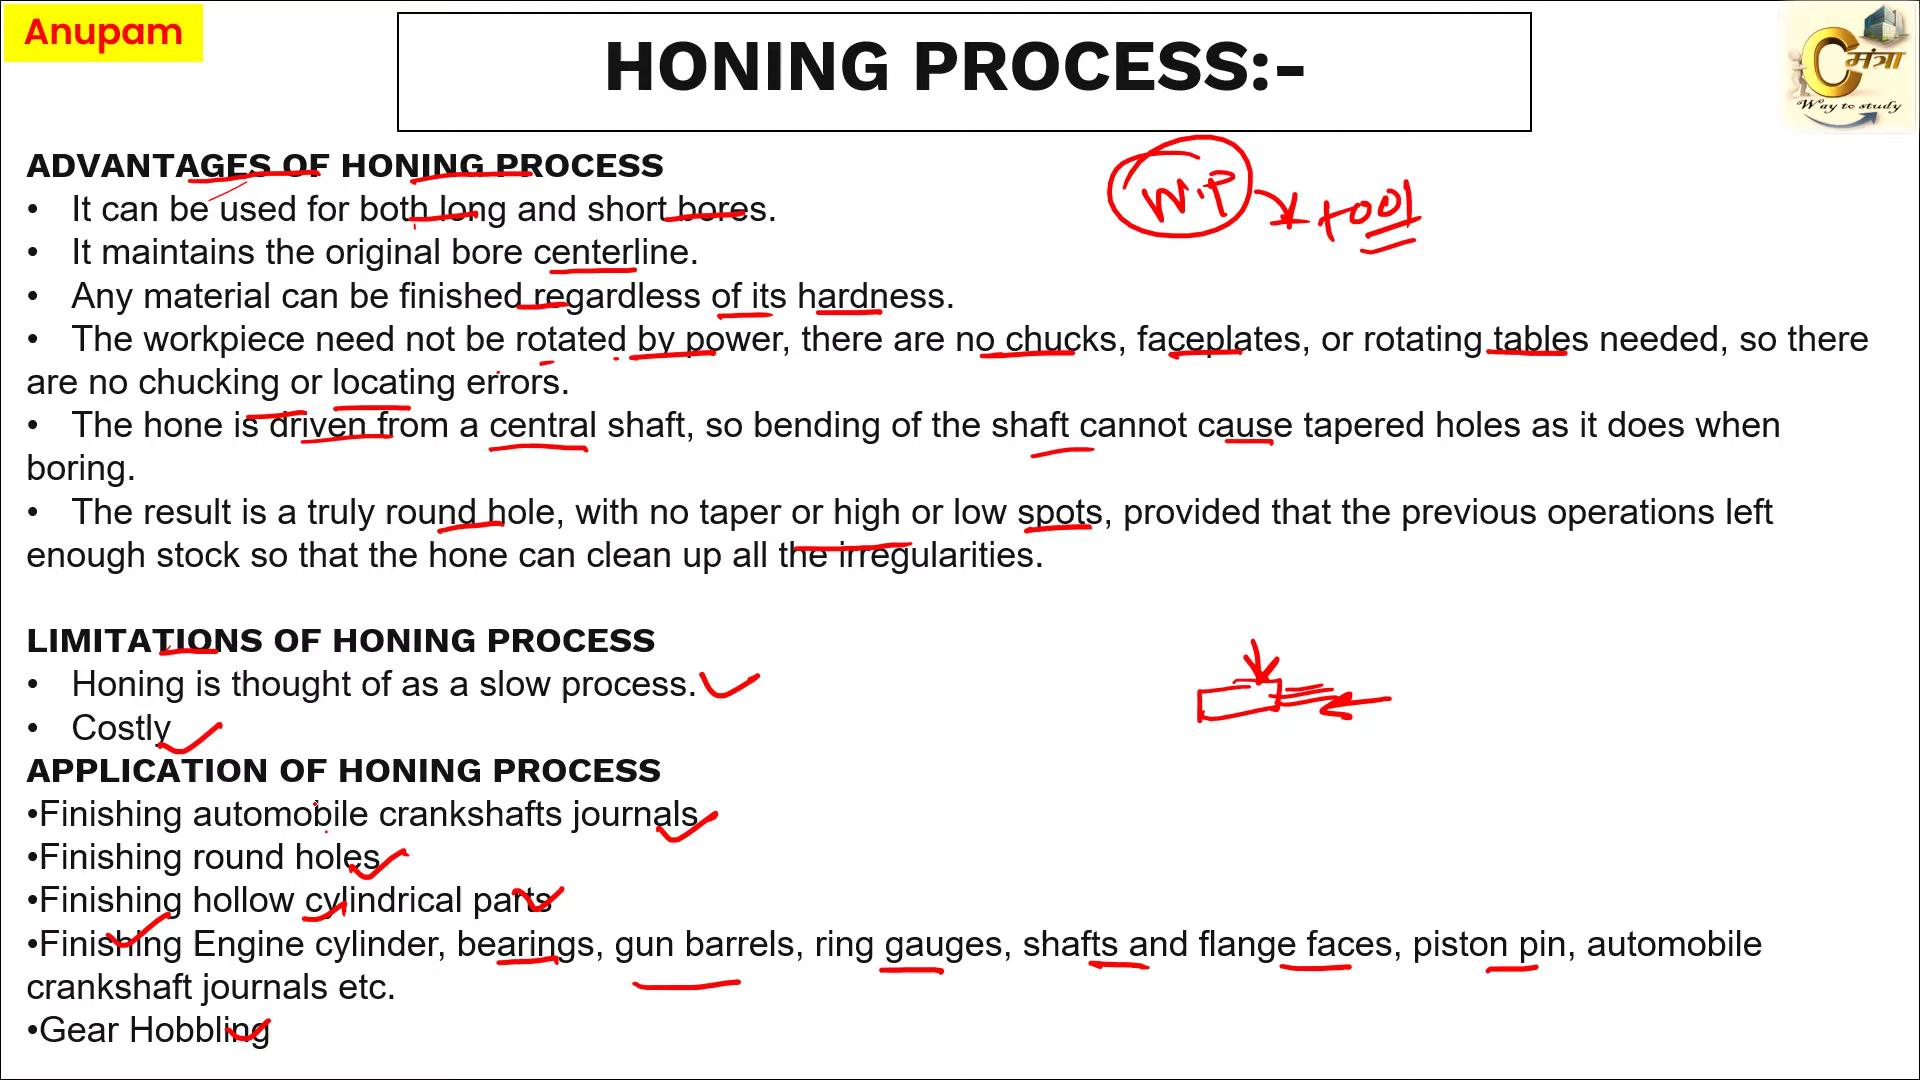 Anupam
HONING PROCESS:-
C मंत्रा
Way to study
W.P
tool
ADVANTAGES OF HONING PROCESS
• It can be used for both long and short bores.
• It maintains the original bore centerline.
• Any material can be finished regardless of its hardness.
• The workpiece need not be rotated by power, there are no chucks, faceplates, or rotating tables needed, so there
are no chucking or locating errors.
• The hone is driven from a central shaft, so bending of the shaft cannot cause tapered holes as it does when
boring.
• The result is a truly round hole, with no taper or high or low spots, provided that the previous operations left
enough stock so that the hone can clean up all the irregularities.
LIMITATIONS OF HONING PROCESS
• Honing is thought of as a slow process.
• Costly
APPLICATION OF HONING PROCESS
•Finishing automobile crankshafts journals
•Finishing round holes
•Finishing hollow cylindrical parts
•Finishing Engine cylinder, bearings, gun barrels, ring gauges, shafts and flange faces, piston pin, automobile
crankshaft journals etc.
•Gear Hobbling